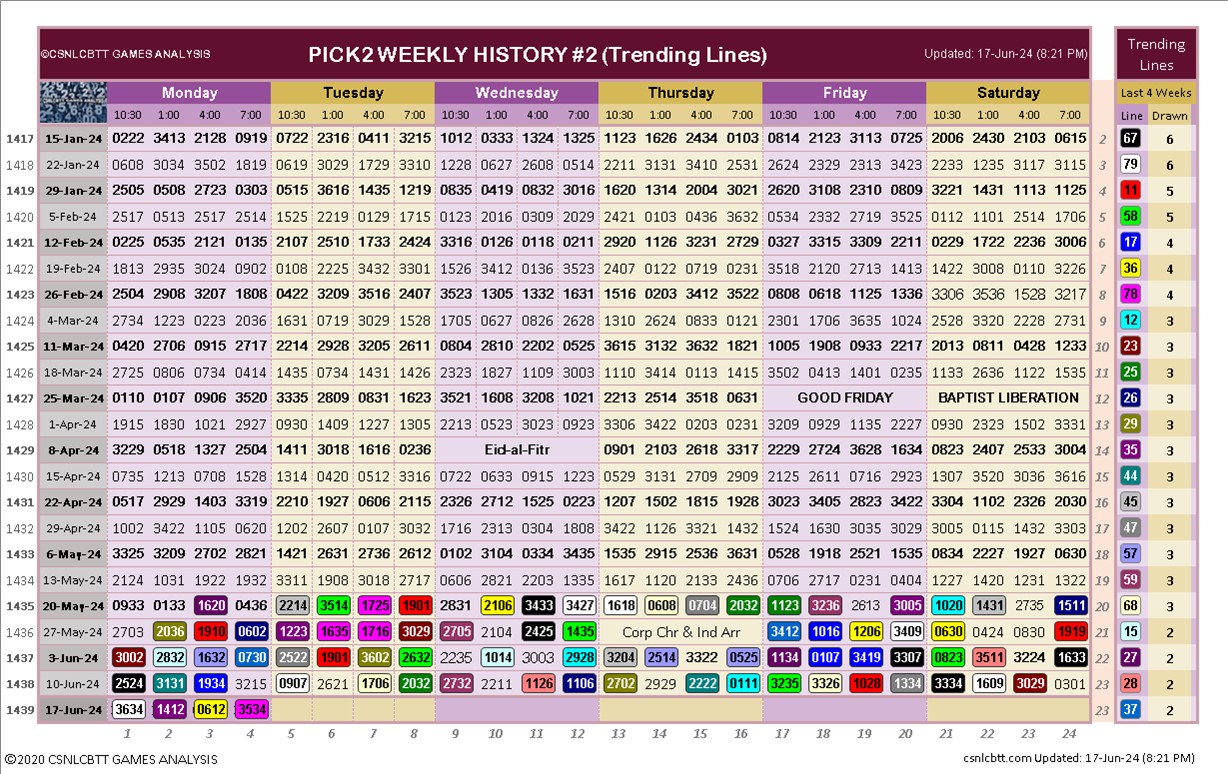 ©CSNLCBTT GAMES ANALYSIS PICK2 WEEKLY HISTORY #2 (Trending Lines) Updated: 17-Jun-24 (8:21 PM) Trending Lines
Monday Tuesday Wednesday Thursday Friday Saturday Last 4 Weeks
10:30 1:00 4:00 7:00 10:30 1:00 4:00 7:00 10:30 1:00 4:00 7:00 10:30 1:00 4:00 7:00 10:30 1:00 4:00 7:00 10:30 1:00 4:00 7:00 Line Drawn
1417 15-Jan-24 0222 3413 2128 0919 0722 2316 0411 3215 1012 0333 1324 1325 1123 1626 2434 0103 0814 2123 3113 0725 2006 2430 2103 0615 2 67 6
1418 22-Jan-24 0608 3034 3502 1819 0619 3029 1729 3310 1228 0627 2608 0514 2211 3131 3410 2531 2624 2329 2213 3423 2233 1235 3117 3115 3 79 6
1419 29-Jan-24 2505 0508 2723 0303 0515 3616 1435 1219 0835 0419 0832 3016 1620 1314 2004 3021 2620 3108 2310 0809 3221 1431 1113 1125 4 11 5
1420 5-Feb-24 2517 0513 2517 2514 1525 2219 0129 1715 0123 2016 0309 2029 2421 0103 0436 3632 0534 2332 2719 3525 0112 1101 2514 1706 5 58 5
1421 12-Feb-24 0225 0535 2121 0135 2107 2510 1733 2424 3316 0126 0118 0211 2920 1126 3231 2729 0327 3315 3309 2211 0229 1722 2236 3006 6 17 4
1422 19-Feb-24 1813 2935 3024 0902 0108 2225 3432 3301 1526 3412 0136 3523 2407 0122 0719 0231 3518 2120 2713 1413 1422 3008 0110 3226 7 36 4
1423 26-Feb-24 2504 2908 3207 1808 0422 3209 3516 2407 3523 1305 1332 1631 1516 0203 3412 3522 0808 0618 1125 1336 3306 3536 1528 3217 8 78 4
1424 4-Mar-24 2734 1223 0223 2036 1631 0719 3029 1523 1705 0627 0826 2628 1310 2624 0833 0121 2301 1706 3635 1024 2528 3320 2228 2731 9 12 3
1425 11-Mar-24 0420 2706 0915 2717 2214 2928 3205 2611 0804 2810 2202 0525 3615 3132 3632 1821 1005 1908 0933 2217 2013 0811 0428 1233 10 23 3
1426 18-Mar-24 2725 0806 0734 0414 1435 0734 1431 1426 2323 1827 1109 3003 1110 3414 0113 1415 3502 0413 1401 0235 1133 2636 1122 1535 11 25 3
1427 25-Mar-24 0110 0107 0906 3520 3335 2809 0831 1623 3521 1608 3208 1021 2213 2514 3518 0631 GOOD FRIDAY BAPTIST LIBERATION 12 26 3
1428 1-Apr-24 1915 1830 1021 2927 0930 1409 1227 1305 2213 0523 3023 0923 3306 3422 0203 0231 3209 0929 1135 2227 0930 2323 1502 3331 13 29 3
1429 8-Apr-24 3229 0518 1327 2504 1411 3018 1616 0233 Eid-al-Fitr 0901 2103 2618 3317 2229 2724 3628 1634 0823 2407 2533 3004 14 35 3
1430 15-Apr-24 0735 1213 0708 1528 1314 0420 0512 3314 0722 0633 0915 1223 0529 3131 2709 2909 2125 2611 0716 2923 1307 3520 3036 3616 15 44 3
1431 22-Apr-24 0517 2929 1403 3319 2210 1927 0606 2115 2326 2712 1525 0223 1207 1502 1815 1928 3023 3405 2823 3422 3304 1102 2326 2030 16 45 3
1432 29-Apr-24 1002 3422 1105 0620 1202 2607 0107 3032 1716 2313 0304 1808 3422 1126 3321 1432 1524 1630 3035 3029 3005 0115 1432 3303 17 47 3
1433 6-May-24 3325 3209 2702 2821 1421 2631 2736 2612 0102 3104 0334 3435 1535 2915 2536 3631 0528 1918 2521 1535 0834 2227 1927 0630 18 57 3
1434 13-May-24 2124 1031 1922 1932 3311 1908 3018 2717 0606 2821 2203 1335 1617 1120 2133 2436 0706 2717 0231 0404 1227 1420 1231 1322 19 59 3
1435 20-May-24 0933 0133 1620 0436 2214 3514 1725 1901 2831 2106 3433 3427 1618 0608 0704 2032 1123 3236 2613 3005 1020 1431 2735 1511 20 68 3
1436 27-May-24 2703 2036 1910 0602 1223 1635 1716 3029 2705 2104 2425 1435 Corp Chr & Ind Arr 3412 1016 1206 3409 0630 0424 0830 1919 21 15 2
1437 3-Jun-24 3002 2832 1632 0730 2522 1901 3602 2632 2235 1014 3003 2928 3204 2514 3322 0525 1134 0107 3419 3307 0823 3511 3224 1633 22 27 2
1438 10-Jun-24 2524 3131 1934 3215 0907 2621 1706 2032 2732 2211 1126 1106 2702 2929 2222 0111 3235 3326 1028 1334 3334 1609 3029 0301 23 28 2
1439 17-Jun-24 3634 1412 0612 3534 23 37 2
1 2 3 4 5 6 7 8 9 10 11 12 13 14 15 16 17 18 19 20 21 22 23 24
©2020 CSNLCBTT GAMES ANALYSIS csnlcbtt.com Updated: 17-Jun-24 (8:21 PM)